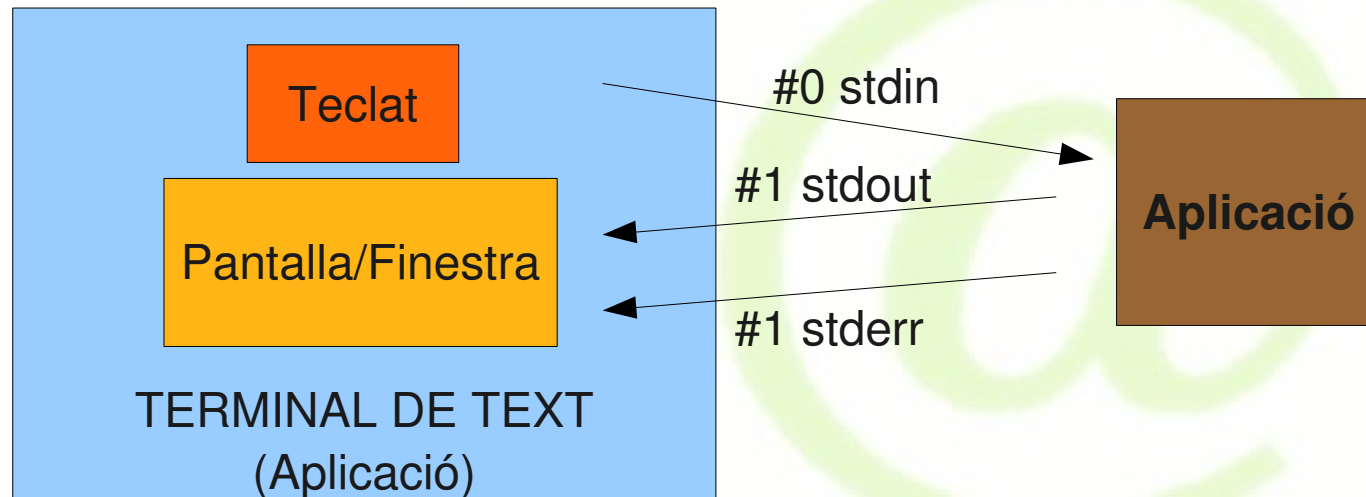 Teclat
#0 stdin
#1 stdout
Aplicació
Pantalla/Finestra
#1 stderr
TERMINAL DE TEXT
(Aplicació)